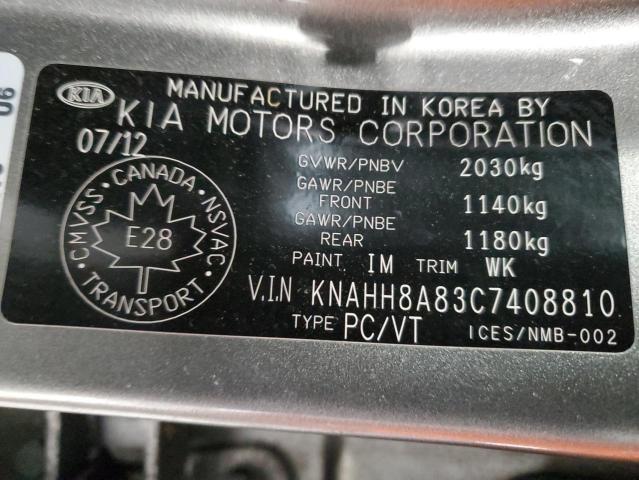 06
KIA
MANUFACTURED IN KOREA BY
KIA MOTORS CORPORATION
07/12
GVWR/PNBV 2030kg
GAWR/PNBE
FRONT 1140kg
GAWR/PNBE
REAR 1180kg
CMVSS · CANADA · NSVAC
E28
TRANSPORT
PAINT IM TRIM WK
V.I.N KNAHH8A83C7408810
TYPE PC/VT ICES/NMB-002